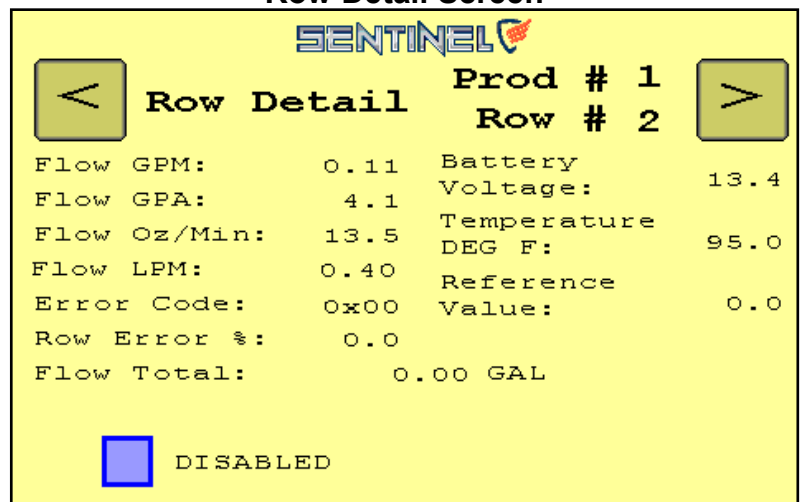 Row Detail Screen
SENTINEL
<
Row Detail
Prod # 1
Row # 2
>
Flow GPM: 0.11
Flow GPA: 4.1
Flow Oz/Min: 13.5
Flow LPM: 0.40
Error Code: 0x00
Row Error %: 0.0
Flow Total: 0.00 GAL
Battery
Voltage: 13.4
Temperature
DEG F: 95.0
Reference
Value: 0.0
DISABLED